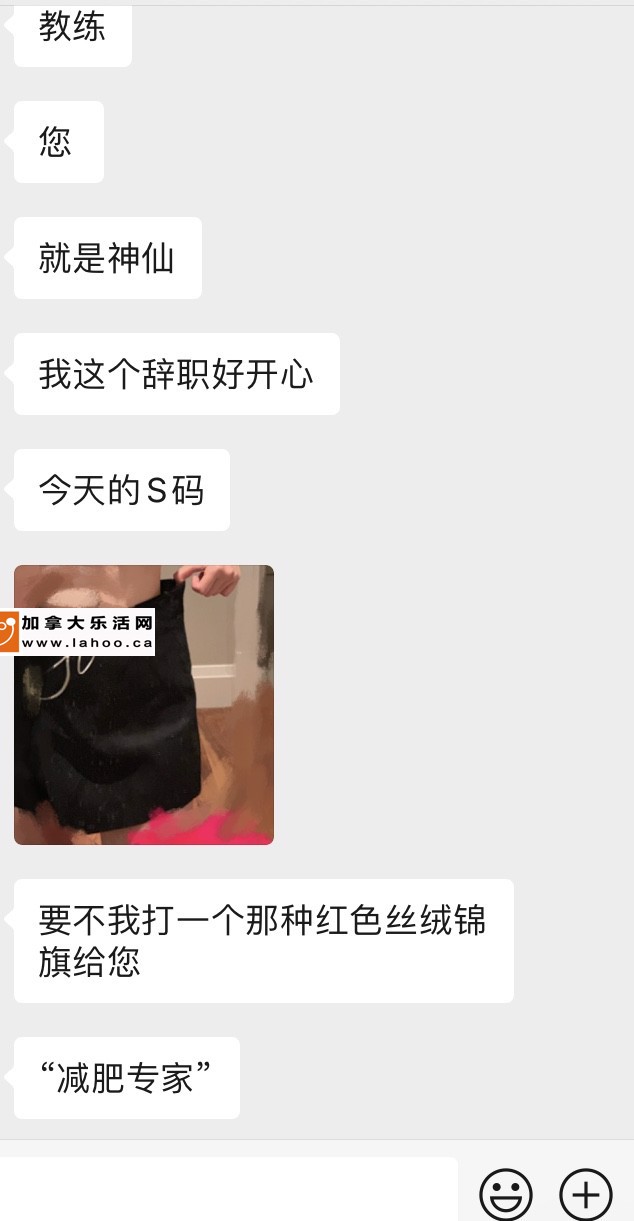 教练
您
就是神仙
我这个辞职好开心
今天的S码
加拿大乐活网
www.lahoo.ca
要不我打一个那种红色丝绒锦
旗给您
“减肥专家”